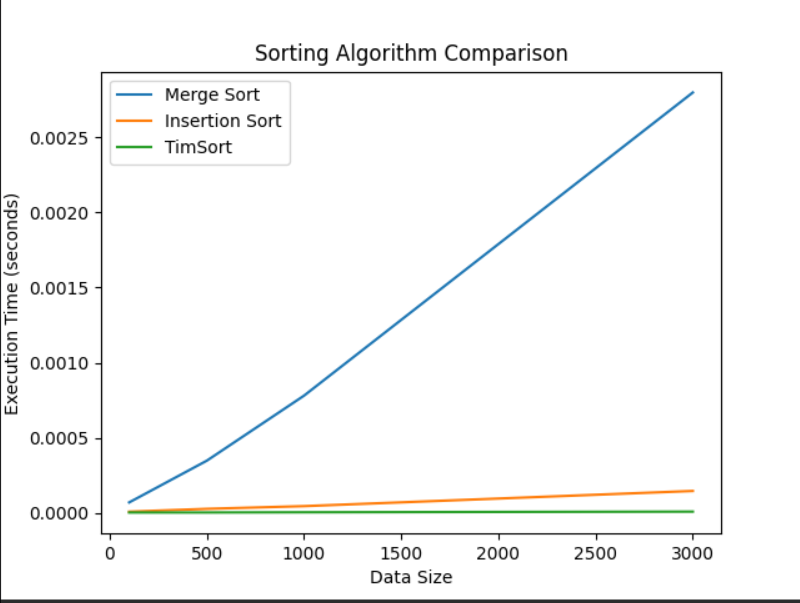 Sorting Algorithm Comparison
Merge Sort
Insertion Sort
TimSort
Execution Time (seconds)
0.0025
0.0020
0.0015
0.0010
0.0005
0.0000
0 500 1000 1500 2000 2500 3000
Data Size